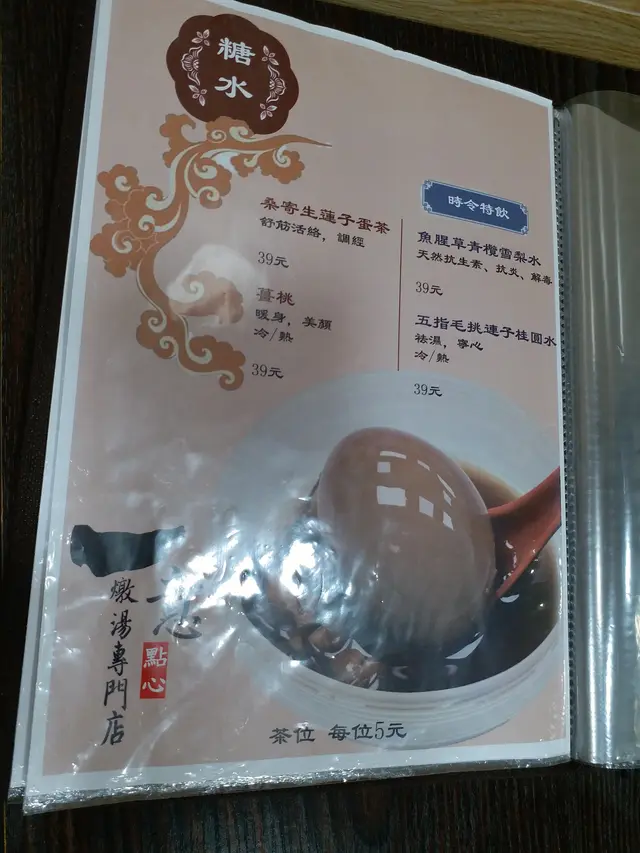 糖
水
桑寄生蓮子蛋茶
舒筋活絡，調經
39元
薑桃
暖身，美顏
冷/熱
39元
時令特飲
魚腥草青欖雪梨水
天然抗生素、抗炎、解毒
39元
五指毛挑連子桂圓水
祛濕，寧心
冷/熱
39元
一
燉湯專門店
點心
茶位 每位5元